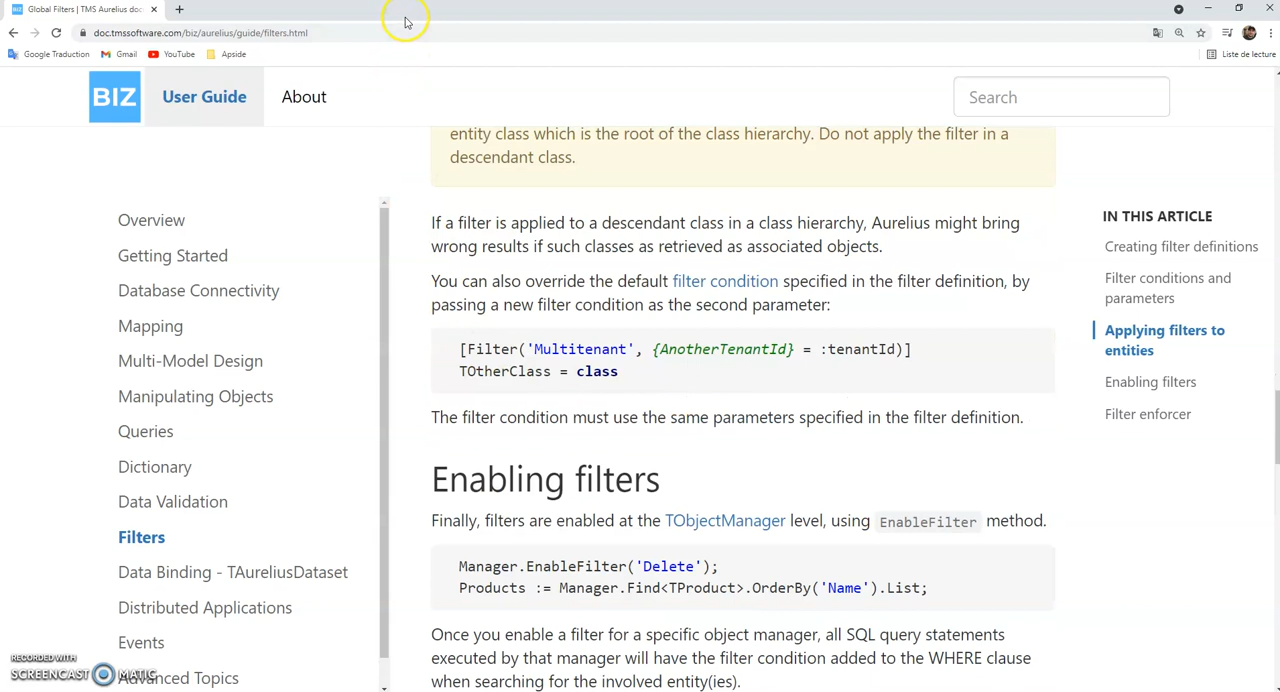 Global Filters | TMS Aurelius doc
doc.tmssoftware.com/biz/aurelius/guide/filters.html
Google Traduction
Gmail
YouTube
Apside
Liste de lecture
BIZ
User Guide
About
Search
entity class which is the root of the class hierarchy. Do not apply the filter in a
descendant class.
Overview
Getting Started
Database Connectivity
Mapping
Multi-Model Design
Manipulating Objects
Queries
Dictionary
Data Validation
Filters
Data Binding - TAureliusDataset
Distributed Applications
Events
Advanced Topics
If a filter is applied to a descendant class in a class hierarchy, Aurelius might bring
wrong results if such classes as retrieved as associated objects.
You can also override the default filter condition specified in the filter definition, by
passing a new filter condition as the second parameter:
[Filter('Multitenant', {AnotherTenantId} = :tenantId)]
TOtherClass = class
The filter condition must use the same parameters specified in the filter definition.
Enabling filters
Finally, filters are enabled at the TObjectManager level, using EnableFilter method.
Manager.EnableFilter('Delete');
Products := Manager.Find<TProduct>.OrderBy('Name').List;
Once you enable a filter for a specific object manager, all SQL query statements
executed by that manager will have the filter condition added to the WHERE clause
when searching for the involved entity(ies).
IN THIS ARTICLE
Creating filter definitions
Filter conditions and
parameters
Applying filters to
entities
Enabling filters
Filter enforcer
RECORDED WITH
SCREENCAST MATIC